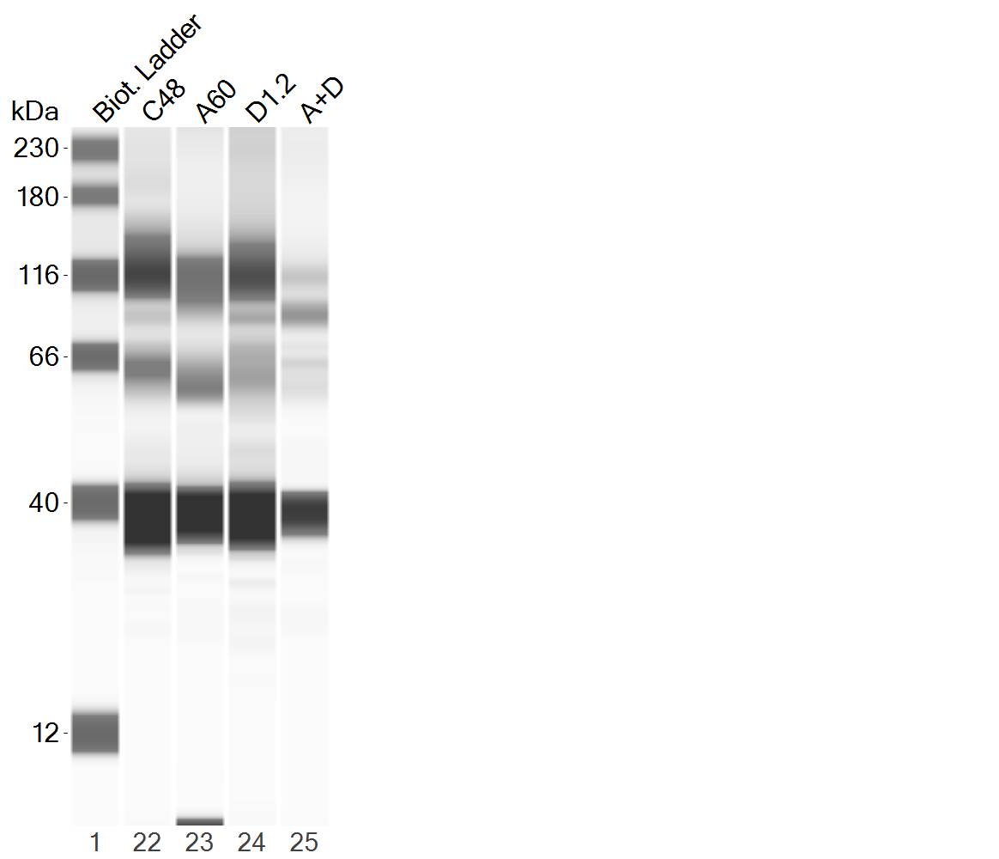 Biot. Ladder
C48
A60
D1.2
A+D
kDa
230
180
116
66
40
12
1 22 23 24 25